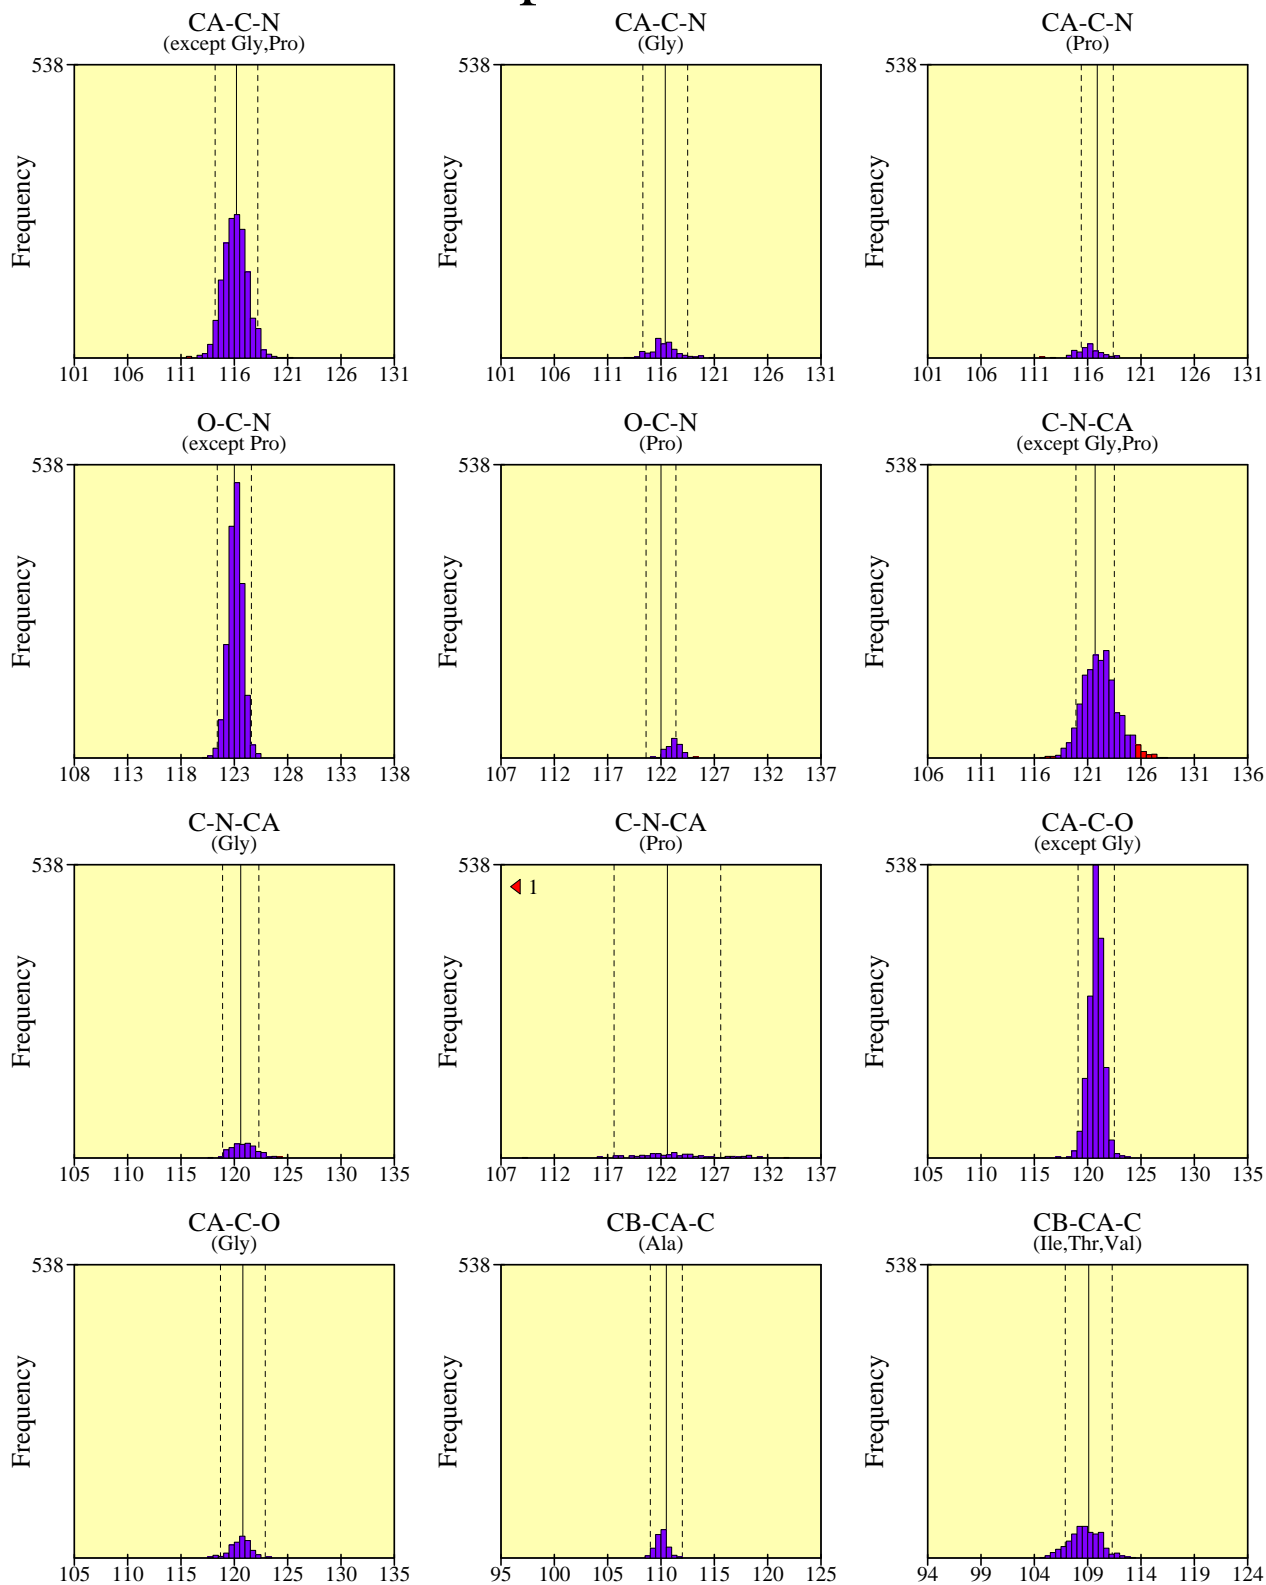 CA-C-N CA-C-N CA-C-N
(except Gly,Pro) (Gly) (Pro)
538 538 538
Frequency Frequency Frequency
101 106 111 116 121 126 131 101 106 111 116 121 126 131 101 106 111 116 121 126 131
O-C-N O-C-N C-N-CA
(except Pro) (Pro) (except Gly,Pro)
538 538 538
Frequency Frequency Frequency
108 113 118 123 128 133 138 107 112 117 122 127 132 137 106 111 116 121 126 131 136
C-N-CA C-N-CA CA-C-O
(Gly) (Pro) (except Gly)
538 538 538
1
Frequency Frequency Frequency
105 110 115 120 125 130 135 107 112 117 122 127 132 137 105 110 115 120 125 130 135
CA-C-O CB-CA-C CB-CA-C
(Gly) (Ala) (Ile,Thr,Val)
538 538 538
Frequency Frequency Frequency
105 110 115 120 125 130 135 95 100 105 110 115 120 125 94 99 104 109 114 119 124